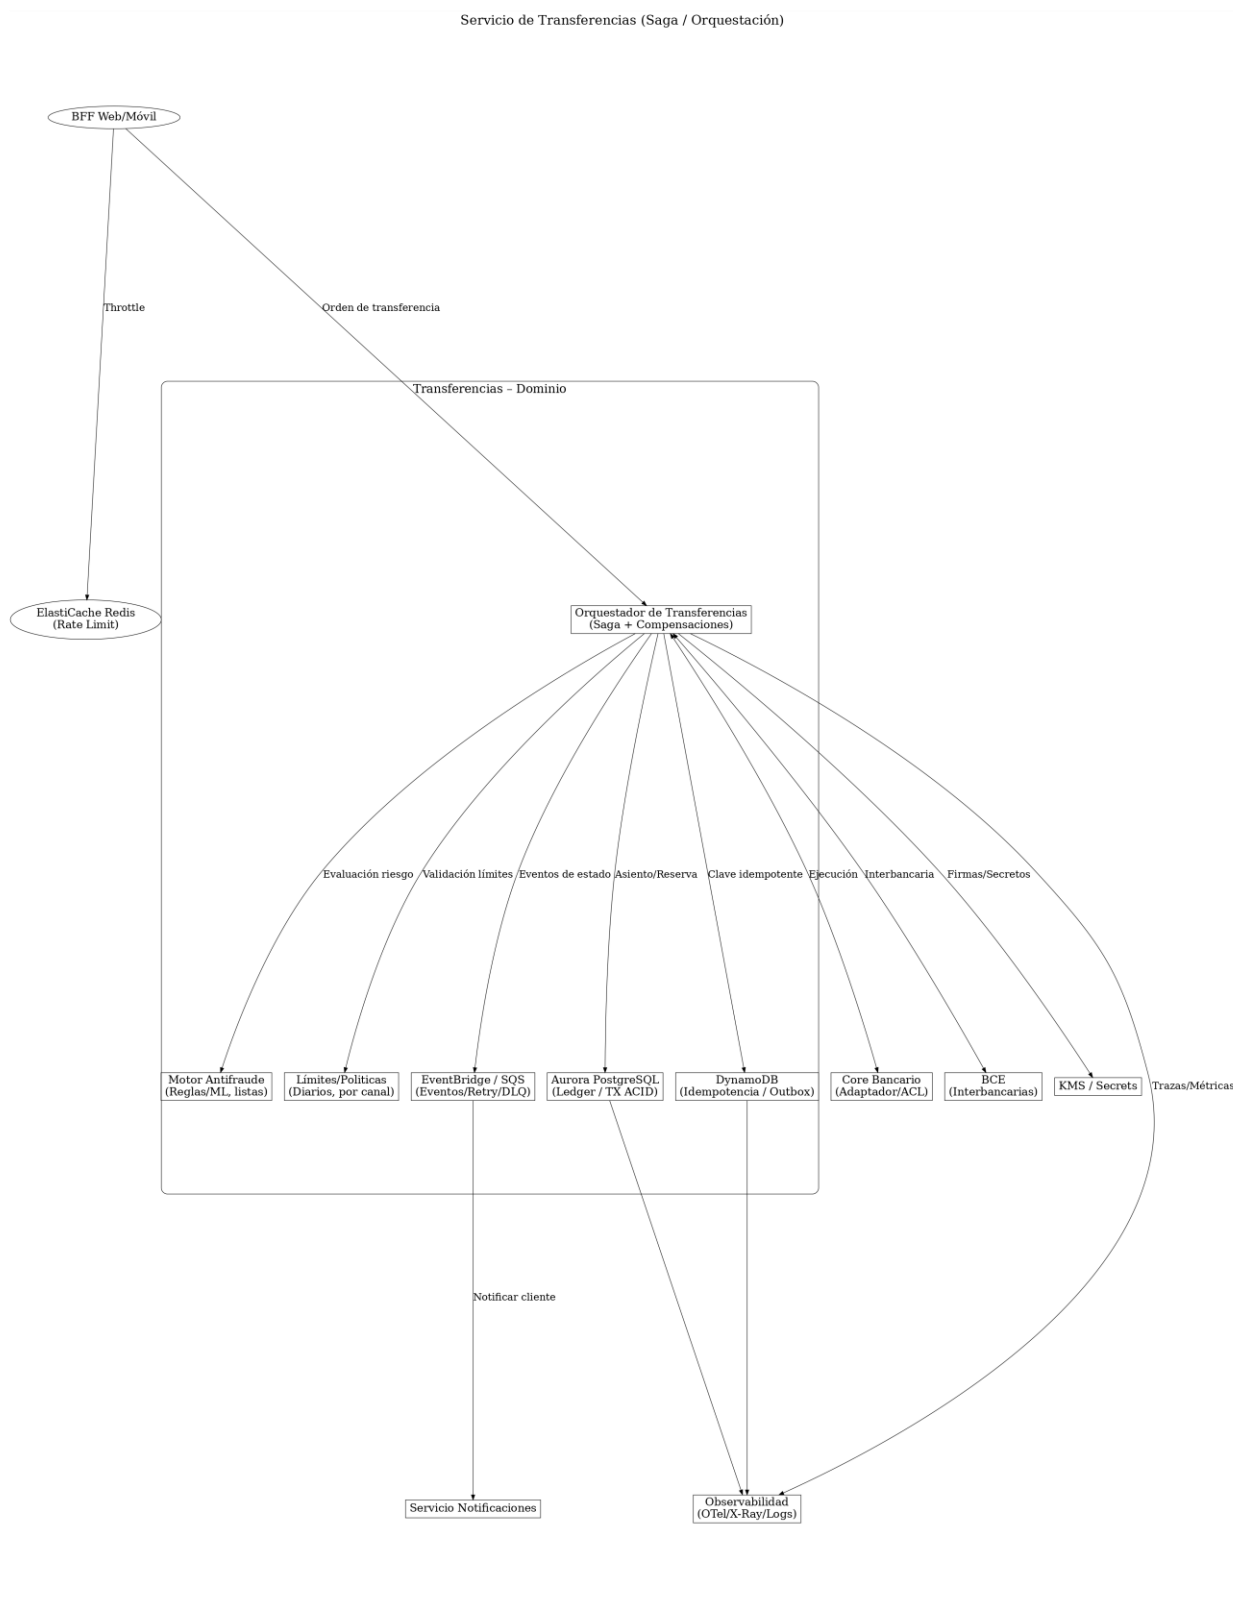 Servicio de Transferencias (Saga / Orquestación)
BFF Web/Móvil
Throttle
Orden de transferencia
Transferencias – Dominio
ElastiCache Redis
(Rate Limit)
Orquestador de Transferencias
(Saga + Compensaciones)
Evaluación riesgo
Validación límites
Eventos de estado
Asiento/Reserva
Clave idempotente
Ejecución
Interbancaria
Firmas/Secretos
Motor Antifraude
(Reglas/ML, listas)
Límites/Politicas
(Diarios, por canal)
EventBridge / SQS
(Eventos/Retry/DLQ)
Aurora PostgreSQL
(Ledger / TX ACID)
DynamoDB
(Idempotencia / Outbox)
Core Bancario
(Adaptador/ACL)
BCE
(Interbancarias)
KMS / Secrets
Trazas/Métricas
Notificar cliente
Servicio Notificaciones
Observabilidad
(OTel/X-Ray/Logs)